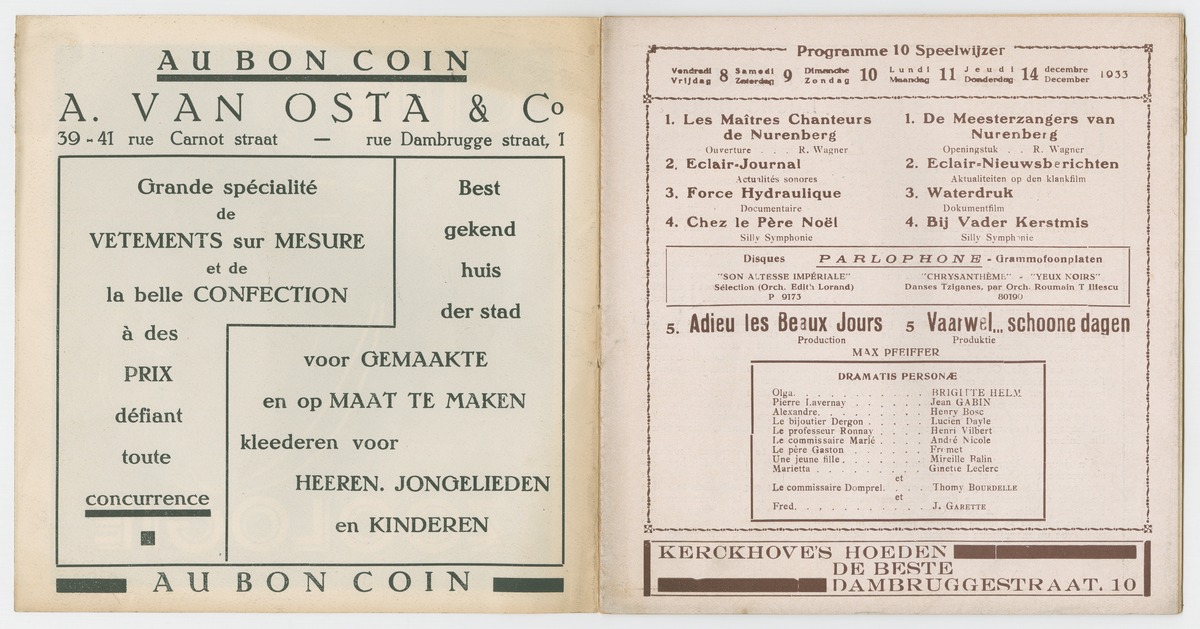 AU BON COIN
A. VAN OSTA & Co
39-41 rue Carnot straat — rue Dambrugge straat, 1
Grande spécialité
de
VETEMENTS sur MESURE
et de
la belle CONFECTION
à des
PRIX
défiant
toute
concurrence
Best
gekend
huis
der stad
voor GEMAAKTE
en op MAAT TE MAKEN
kleederen voor
HEEREN. JONGELIEDEN
en KINDEREN
AU BON COIN
Programme 10 Speelwijzer
Vendredi 8 Samedi 9 Dimanche 10 Lundi 11 Jeudi 14 decembre 1933
Vrijdag Zaterdag Zondag Maandag Donderdag December
1. Les Maîtres Chanteurs
de Nurenberg
Ouverture . . . R. Wagner
2. Eclair-Journal
Actualités sonores
3. Force Hydraulique
Documentaire
4. Chez le Père Noël
Silly Symphonie
1. De Meesterzangers van
Nurenberg
Openingstuk . . R. Wagner
2. Eclair-Nieuwsberichten
Aktualiteiten op den klankfilm
3. Waterdruk
Dokumentfilm
4. Bij Vader Kerstmis
Silly Symphonie
Disques PARLOPHONE - Grammofoonplaten
"SON ALTESSE IMPÉRIALE"
Sélection (Orch. Edith Lorand)
P 9173
"CHRYSANTHÈME" - "YEUX NOIRS"
Danses Tziganes, par Orch. Roumain T Illescu
80190
5. Adieu les Beaux Jours 5 Vaarwel... schoone dagen
Production Produktie
MAX PFEIFFER
DRAMATIS PERSONÆ
Olga. . . . . . . . . . BRIGITTE HELM
Pierre Lavernay . . . . . . Jean GABIN
Alexandre. . . . . . . . Henry Bosc
Le bijoutier Dergon . . . . . Lucien Dayle
Le professeur Ronnay . . . . Henri Vilbert
Le commissaire Marlé . . . . André Nicole
Le père Gaston . . . . . . Fromet
Une jeune fille . . . . . . Mireille Balin
Marietta . . . . . . . . Ginette Leclerc
et
Le commissaire Domprel. . . . Thomy BOURDELLE
et
Fred. . . . . . . . . . J. GARETTE
KERCKHOVE'S HOEDEN
DE BESTE
DAMBRUGGESTRAAT. 10